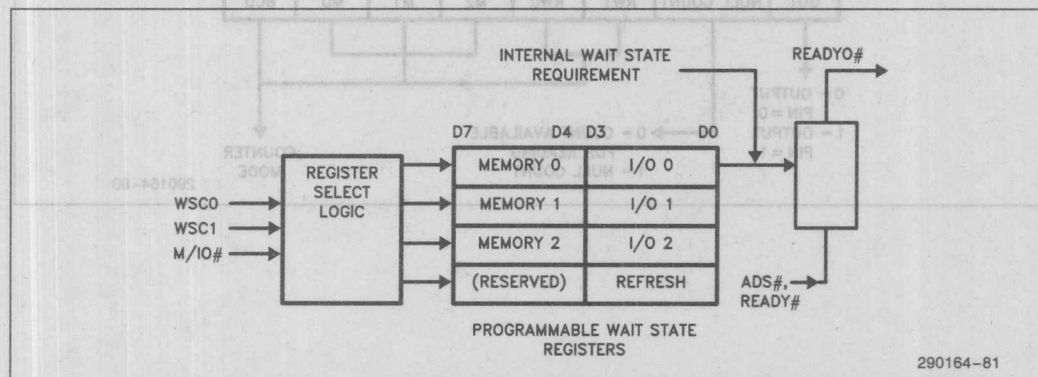 INTERNAL WAIT STATE
REQUIREMENT
READYO#
D7 D4 D3 D0
REGISTER
SELECT
LOGIC
WSC0
WSC1
M/IO#
MEMORY 0 I/O 0
MEMORY 1 I/O 1
MEMORY 2 I/O 2
(RESERVED) REFRESH
ADS#,
READY#
PROGRAMMABLE WAIT STATE
REGISTERS
290164-81